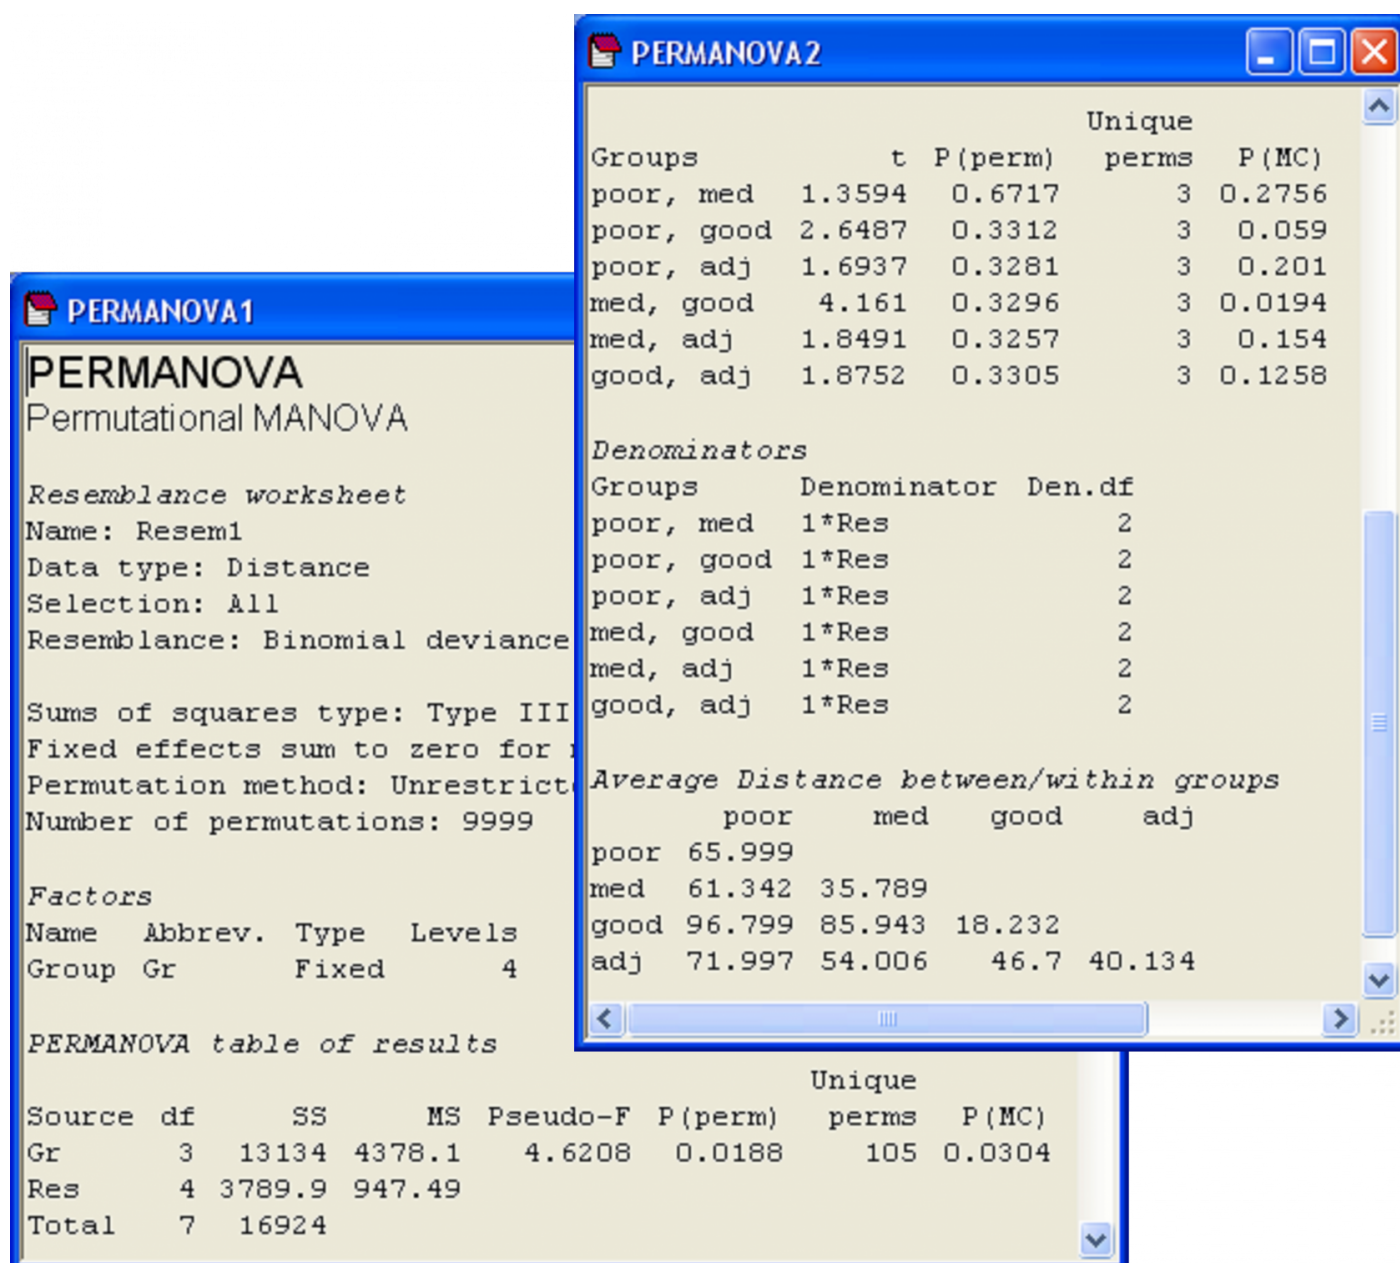 PERMANOVA2
Unique
Groups t P(perm) perms P(MC)
poor, med 1.3594 0.6717 3 0.2756
poor, good 2.6487 0.3312 3 0.059
poor, adj 1.6937 0.3281 3 0.201
med, good 4.161 0.3296 3 0.0194
med, adj 1.8491 0.3257 3 0.154
good, adj 1.8752 0.3305 3 0.1258
Denominators
Groups Denominator Den.df
poor, med 1*Res 2
poor, good 1*Res 2
poor, adj 1*Res 2
med, good 1*Res 2
med, adj 1*Res 2
good, adj 1*Res 2
Average Distance between/within groups
poor med good adj
poor 65.999
med 61.342 35.789
good 96.799 85.943 18.232
adj 71.997 54.006 46.7 40.134
PERMANOVA1
PERMANOVA
Permutational MANOVA
Resemblance worksheet
Name: Resem1
Data type: Distance
Selection: All
Resemblance: Binomial deviance
Sums of squares type: Type III
Fixed effects sum to zero for
Permutation method: Unrestricte
Number of permutations: 9999
Factors
Name Abbrev. Type Levels
Group Gr Fixed 4
PERMANOVA table of results
Unique
Source df SS MS Pseudo-F P(perm) perms P(MC)
Gr 3 13134 4378.1 4.6208 0.0188 105 0.0304
Res 4 3789.9 947.49
Total 7 16924